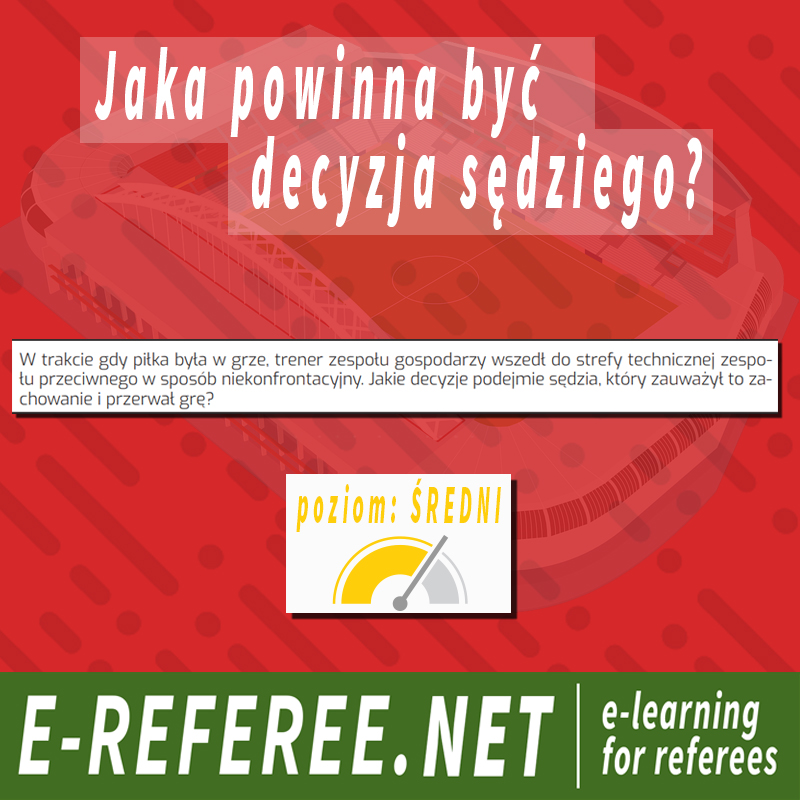 Jaka powinna być
decyzja sędziego?
W trakcie gdy piłka była w grze, trener zespołu gospodarzy wszedł do strefy technicznej zespo-
łu przeciwnego w sposób niekonfrontacyjny. Jakie decyzje podejmie sędzia, który zauważył to za-
chowanie i przerwał grę?
poziom: ŚREDNI
E-REFEREE.NET
e-learning
for referees